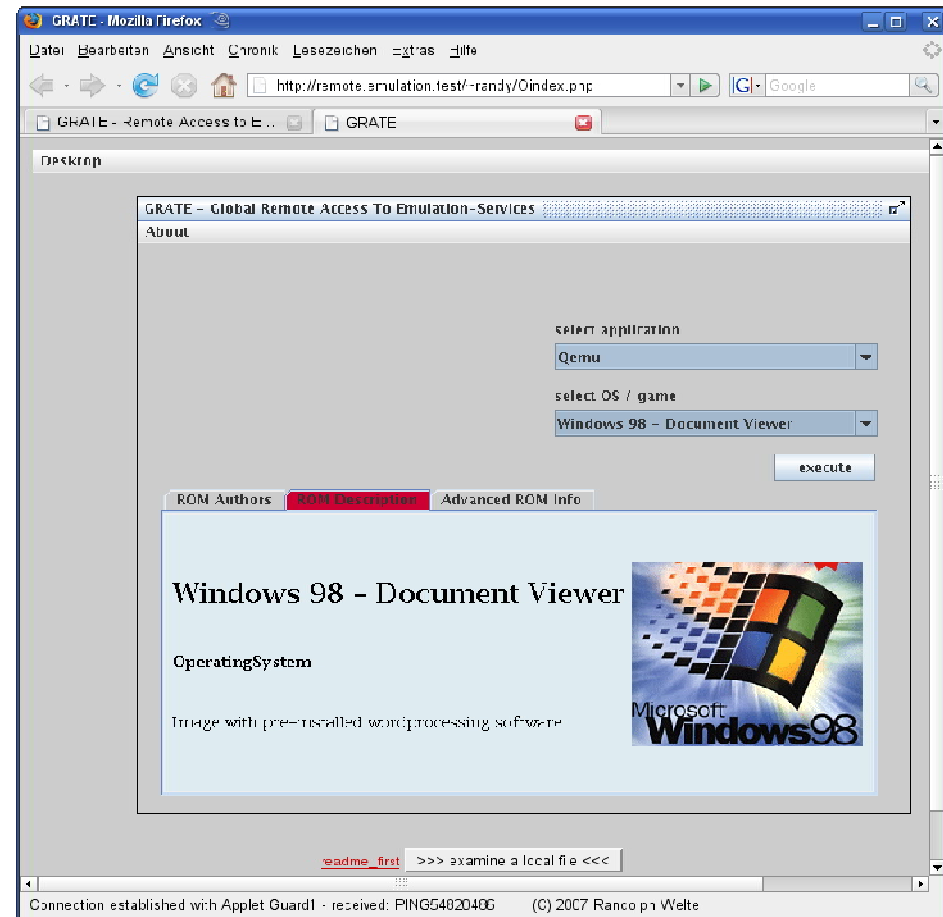 GRATE - Mozilla Firefox
Datei Bearbeiten Ansicht Chronik Lesezeichen Extras Hilfe
http://remote.emulation.test/~randy/0index.php
G Google
GRATE - Remote Access to E...
GRATE
Desktop
GRATE – Global Remote Access To Emulation-Services
About
select application
Qemu
select OS / game
Windows 98 – Document Viewer
execute
ROM Authors
ROM Description
Advanced ROM Info
Windows 98 – Document Viewer
OperatingSystem
Image with preinstalled wordprocessing software
Microsoft
Windows98
readme_first
>>> examine a local file <<<
Connection established with Applet Guard1 - received: PING54820486
(C) 2007 Randolph Welte